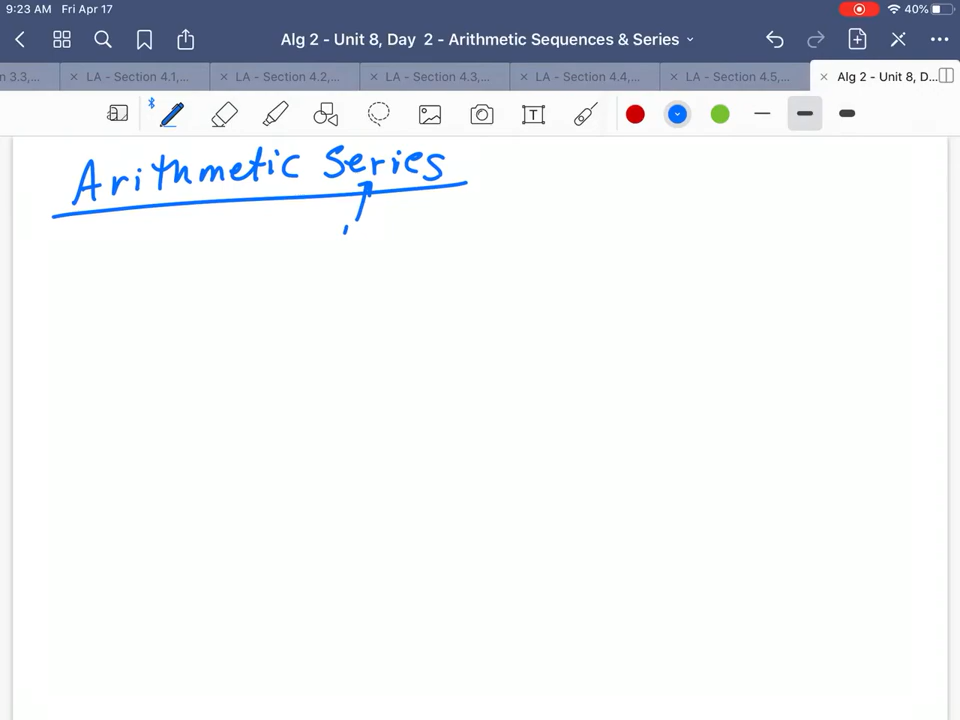 9:23 AM Fri Apr 17
40%
Alg 2 - Unit 8, Day 2 - Arithmetic Sequences & Series
n 3.3,...
LA - Section 4.1,...
LA - Section 4.2,...
LA - Section 4.3,...
LA - Section 4.4,...
LA - Section 4.5,...
Alg 2 - Unit 8, D...
T
Arithmetic Series